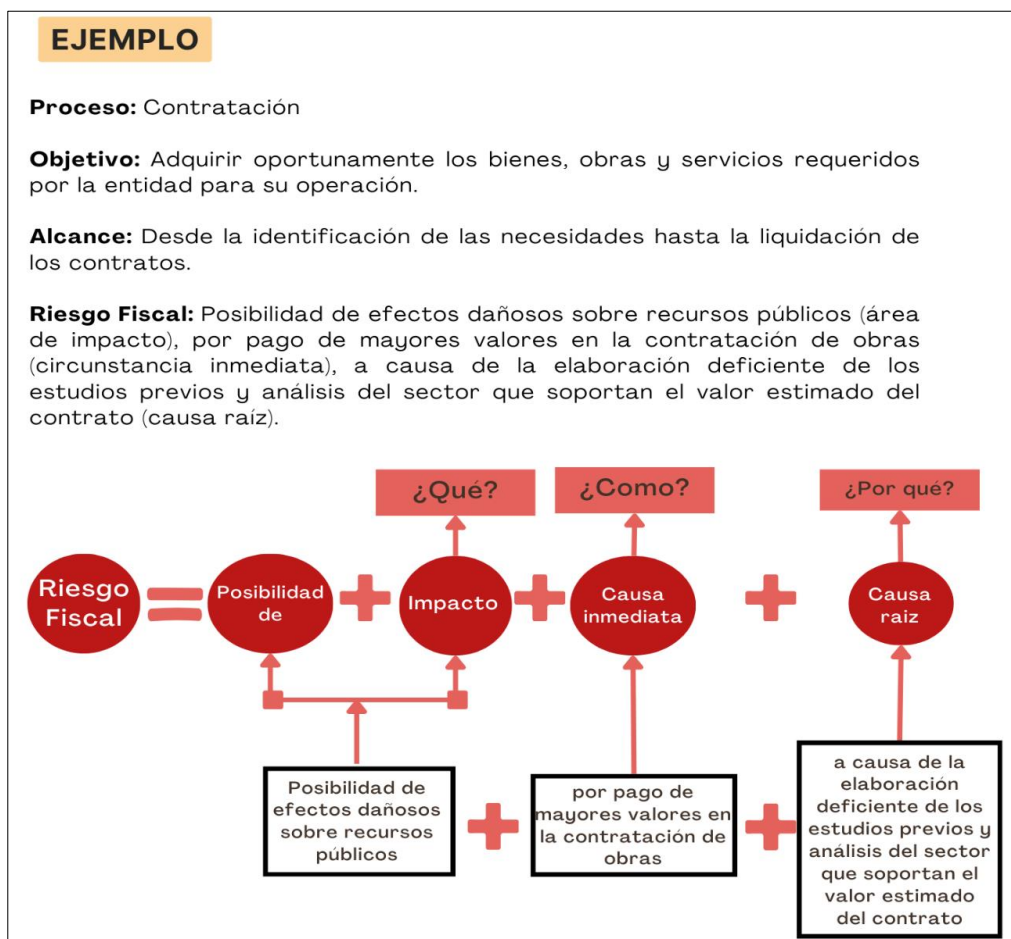 EJEMPLO
Proceso: Contratación
Objetivo: Adquirir oportunamente los bienes, obras y servicios requeridos
por la entidad para su operación.
Alcance: Desde la identificación de las necesidades hasta la liquidación de
los contratos.
Riesgo Fiscal: Posibilidad de efectos dañosos sobre recursos públicos (área
de impacto), por pago de mayores valores en la contratación de obras
(circunstancia inmediata), a causa de la elaboración deficiente de los
estudios previos y análisis del sector que soportan el valor estimado del
contrato (causa raíz).
¿Qué?
¿Como?
¿Por qué?
Riesgo
Fiscal
=
Posibilidad
de
+
Impacto
+
Causa
inmediata
+
Causa
raiz
Posibilidad de
efectos dañosos
sobre recursos
públicos
+
por pago de
mayores valores en
la contratación de
obras
+
a causa de la
elaboración
deficiente de los
estudios previos y
análisis del sector
que soportan el
valor estimado
del contrato